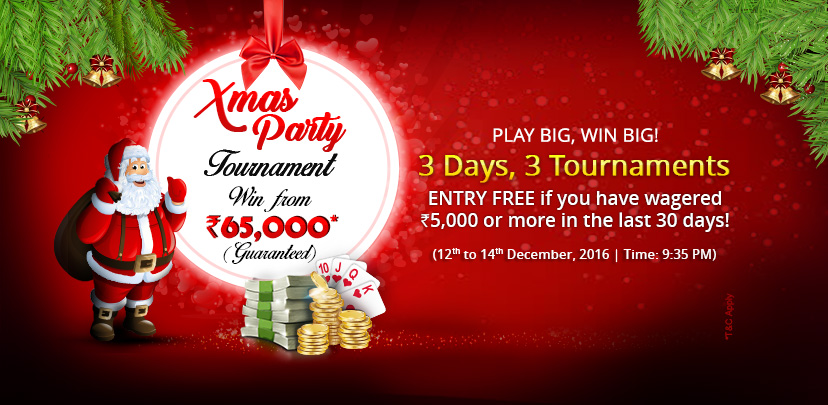 Xmas
Party
Tournament
Win from
₹65,000*
(Guaranteed)
10 J Q K
PLAY BIG, WIN BIG!
3 Days, 3 Tournaments
ENTRY FREE if you have wagered
₹5,000 or more in the last 30 days!
(12th to 14th December, 2016 | Time: 9:35 PM)
*T&C Apply